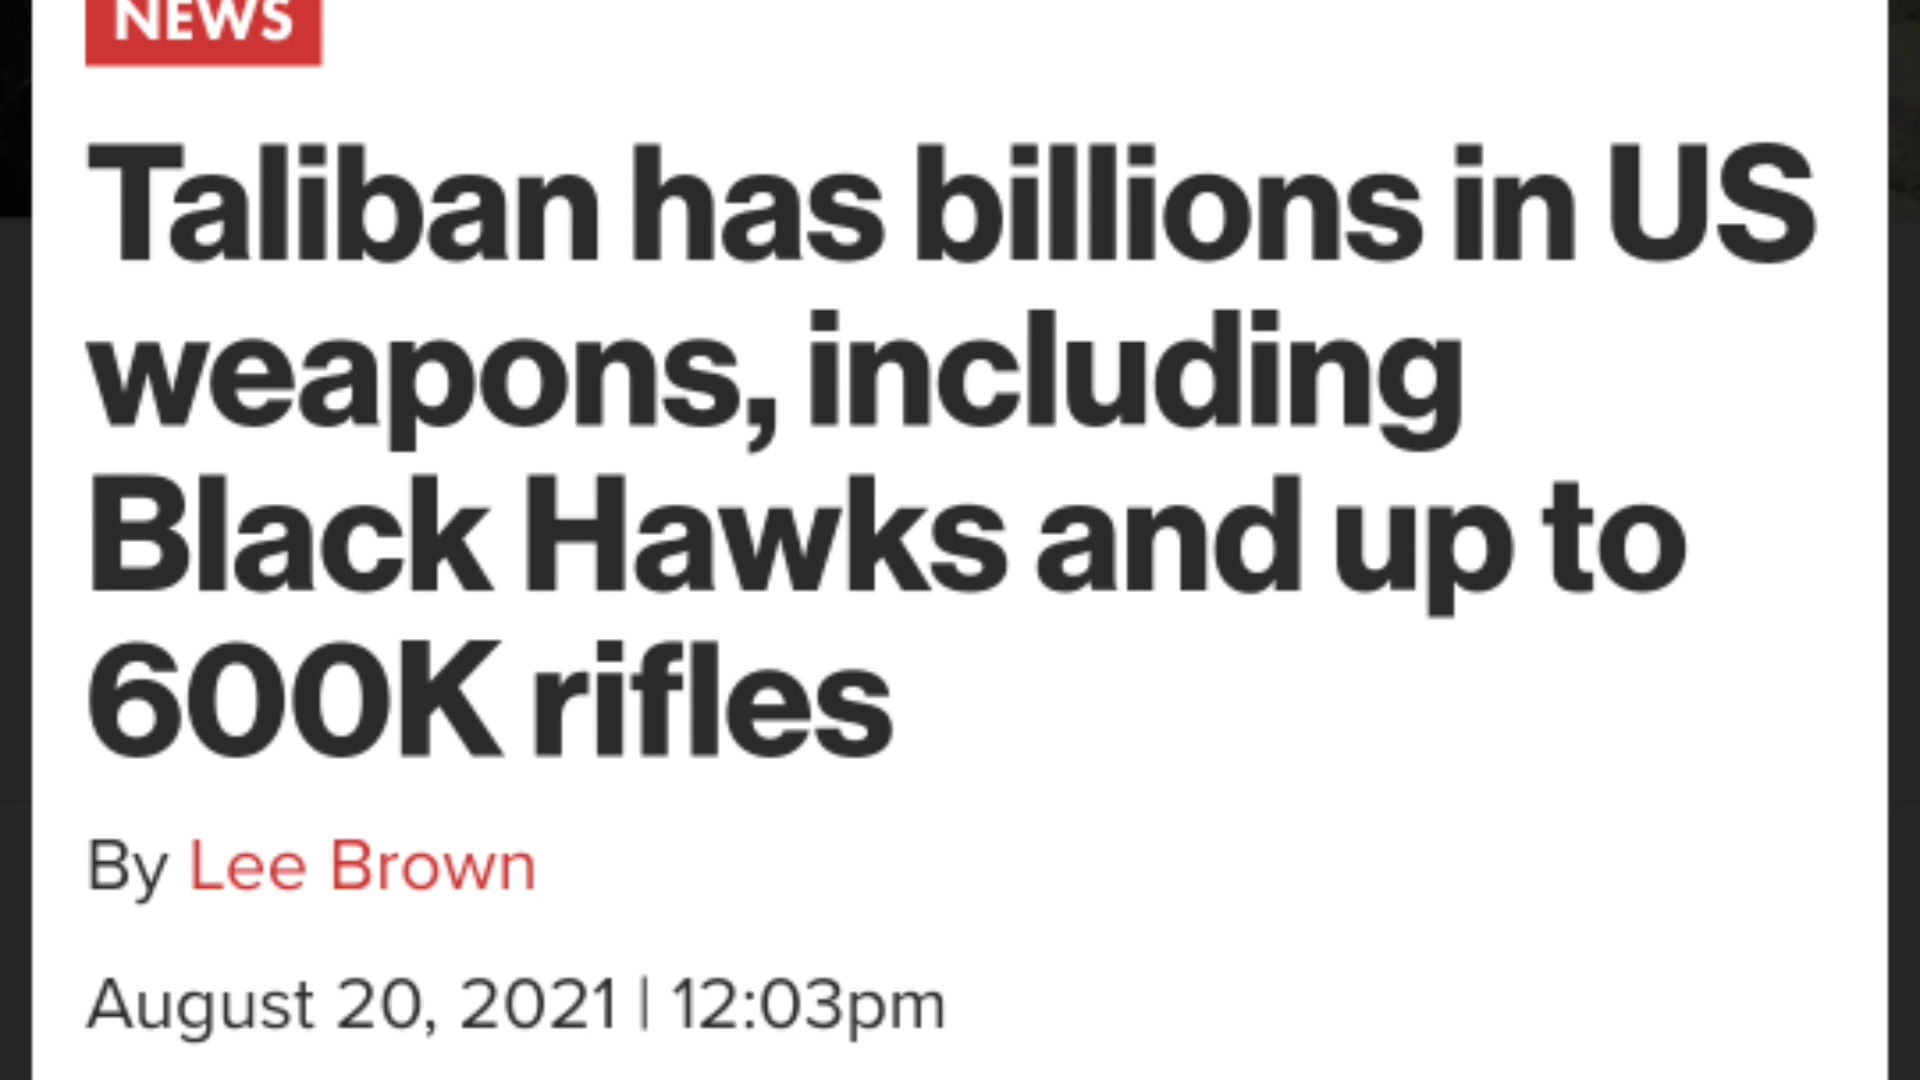 NEWS
Taliban has billions in US
weapons, including
Black Hawks and up to
600K rifles
By Lee Brown
August 20, 2021 | 12:03pm